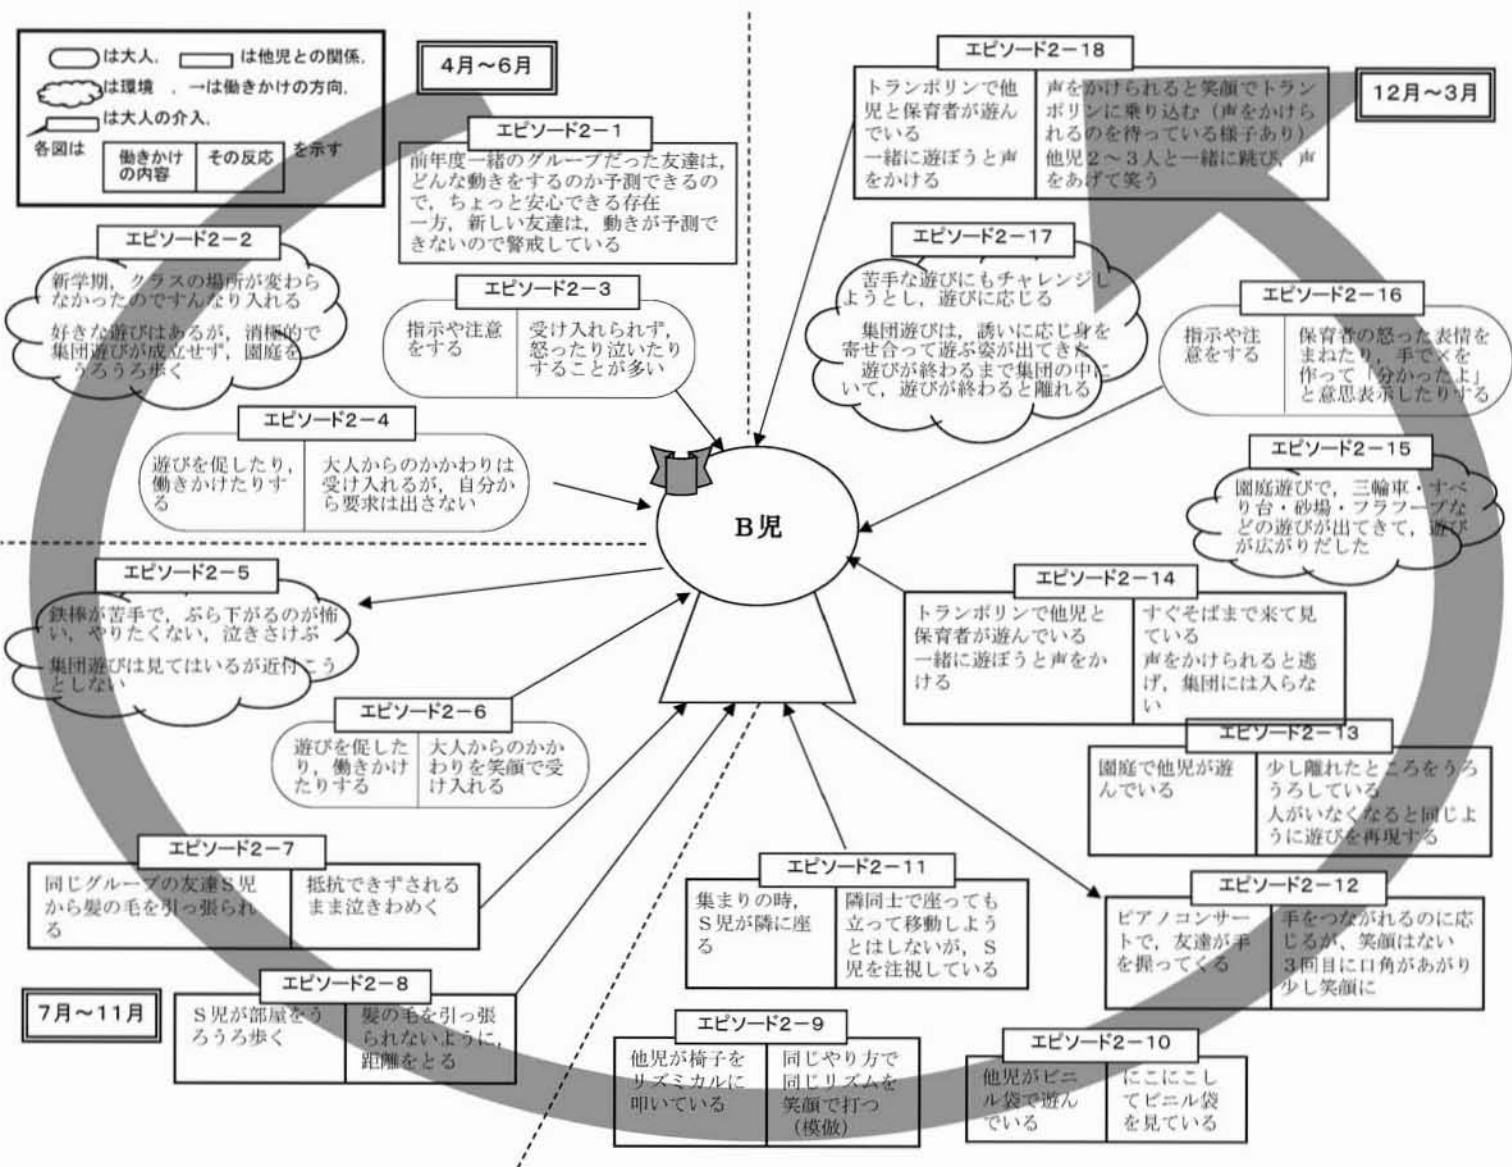 は大人. は他児との関係.
は環境 . →は働きかけの方向.
は大人の介入.
各図は
働きかけ
の内容
その反応
を示す
4月～6月
エピソード2－1
前年度一緒のグループだった友達は,
どんな動きをするのか予測できるの
で, ちょっと安心できる存在
一方, 新しい友達は, 動きが予測で
きないので警戒している
エピソード2－2
新学期, クラスの場所が変わら
なかったのですんなり入れる
好きな遊びはあるが, 消極的で
集団遊びが成立せず, 園庭を
うろうろ歩く
エピソード2－3
指示や注意
をする
受け入れられず,
怒ったり泣いたり
することが多い
エピソード2－4
遊びを促したり,
働きかけたりす
る
大人からのかかわりは
受け入れるが, 自分か
ら要求は出さない
B児
エピソード2－5
鉄棒が苦手で, ぶら下がるのが怖
い, やりたくない, 泣きさけぶ
集団遊びは見てはいるが近付こう
としない
エピソード2－6
遊びを促した
り, 働きかけ
たりする
大人からのかか
わりを笑顔で受
け入れる
エピソード2－7
同じグループの友達S児
から髪の毛を引っ張られ
る
抵抗できずされる
まま泣きわめく
7月～11月
エピソード2－8
S児が部屋をう
ろうろ歩く
髪の毛を引っ張
られないように,
距離をとる
エピソード2－9
他児が椅子を
リズミカルに
叩いている
同じやり方で
同じリズムを
笑顔で打つ
(模倣)
エピソード2－10
他児がビニ
ル袋で遊ん
でいる
にこにこし
てビニル袋
を見ている
エピソード2－11
集まりの時,
S児が隣に座
る
隣同士で座っても
立って移動しよう
とはしないが, S
児を注視している
エピソード2－12
ピアノコンサー
トで, 友達が手
を握ってくる
手をつながれるのに応
じるが、笑顔はない
3回目に口角があがり
少し笑顔に
エピソード2－13
園庭で他児が遊
んでいる
少し離れたところをうろ
うろしている
人がいなくなると同じよ
うに遊びを再現する
エピソード2－14
トランポリンで他児と
保育者が遊んでいる
一緒に遊ぼうと声をか
ける
すぐそばまで来て見
ている
声をかけられると逃
げ, 集団には入らな
い
エピソード2－15
園庭遊びで, 三輪車・すべ
り台・砂場・フラフープな
どの遊びが出てきて, 遊び
が広がりだした
エピソード2－16
指示や注
意をする
保育者の怒った表情を
まねたり, 手で×を
作って「分かったよ」
と意思表示したりする
エピソード2－17
苦手な遊びにもチャレンジし
ようとし, 遊びに応じる
集団遊びは, 誘いに応じ身を
寄せ合って遊ぶ姿が出てきた
遊びが終わるまで集団の中に
いて, 遊びが終わると離れる
エピソード2－18
トランポリンで他
児と保育者が遊ん
でいる
一緒に遊ぼうと声
をかける
声をかけられると笑顔でトラン
ポリンに乗り込む（声をかけら
れるのを待っている様子あり）
他児2～3人と一緒に跳び, 声
をあげて笑う
12月～3月